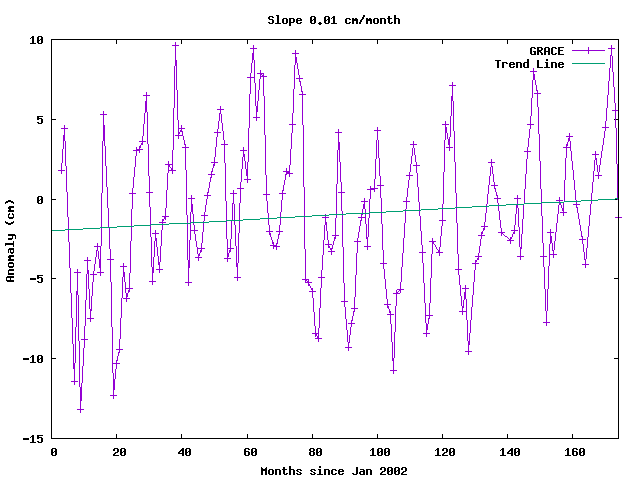 Slope 0.01 cm/month
10
5
0
-5
-10
-15
GRACE
Trend Line
Anomaly (cm)
0 20 40 60 80 100 120 140 160
Months since Jan 2002